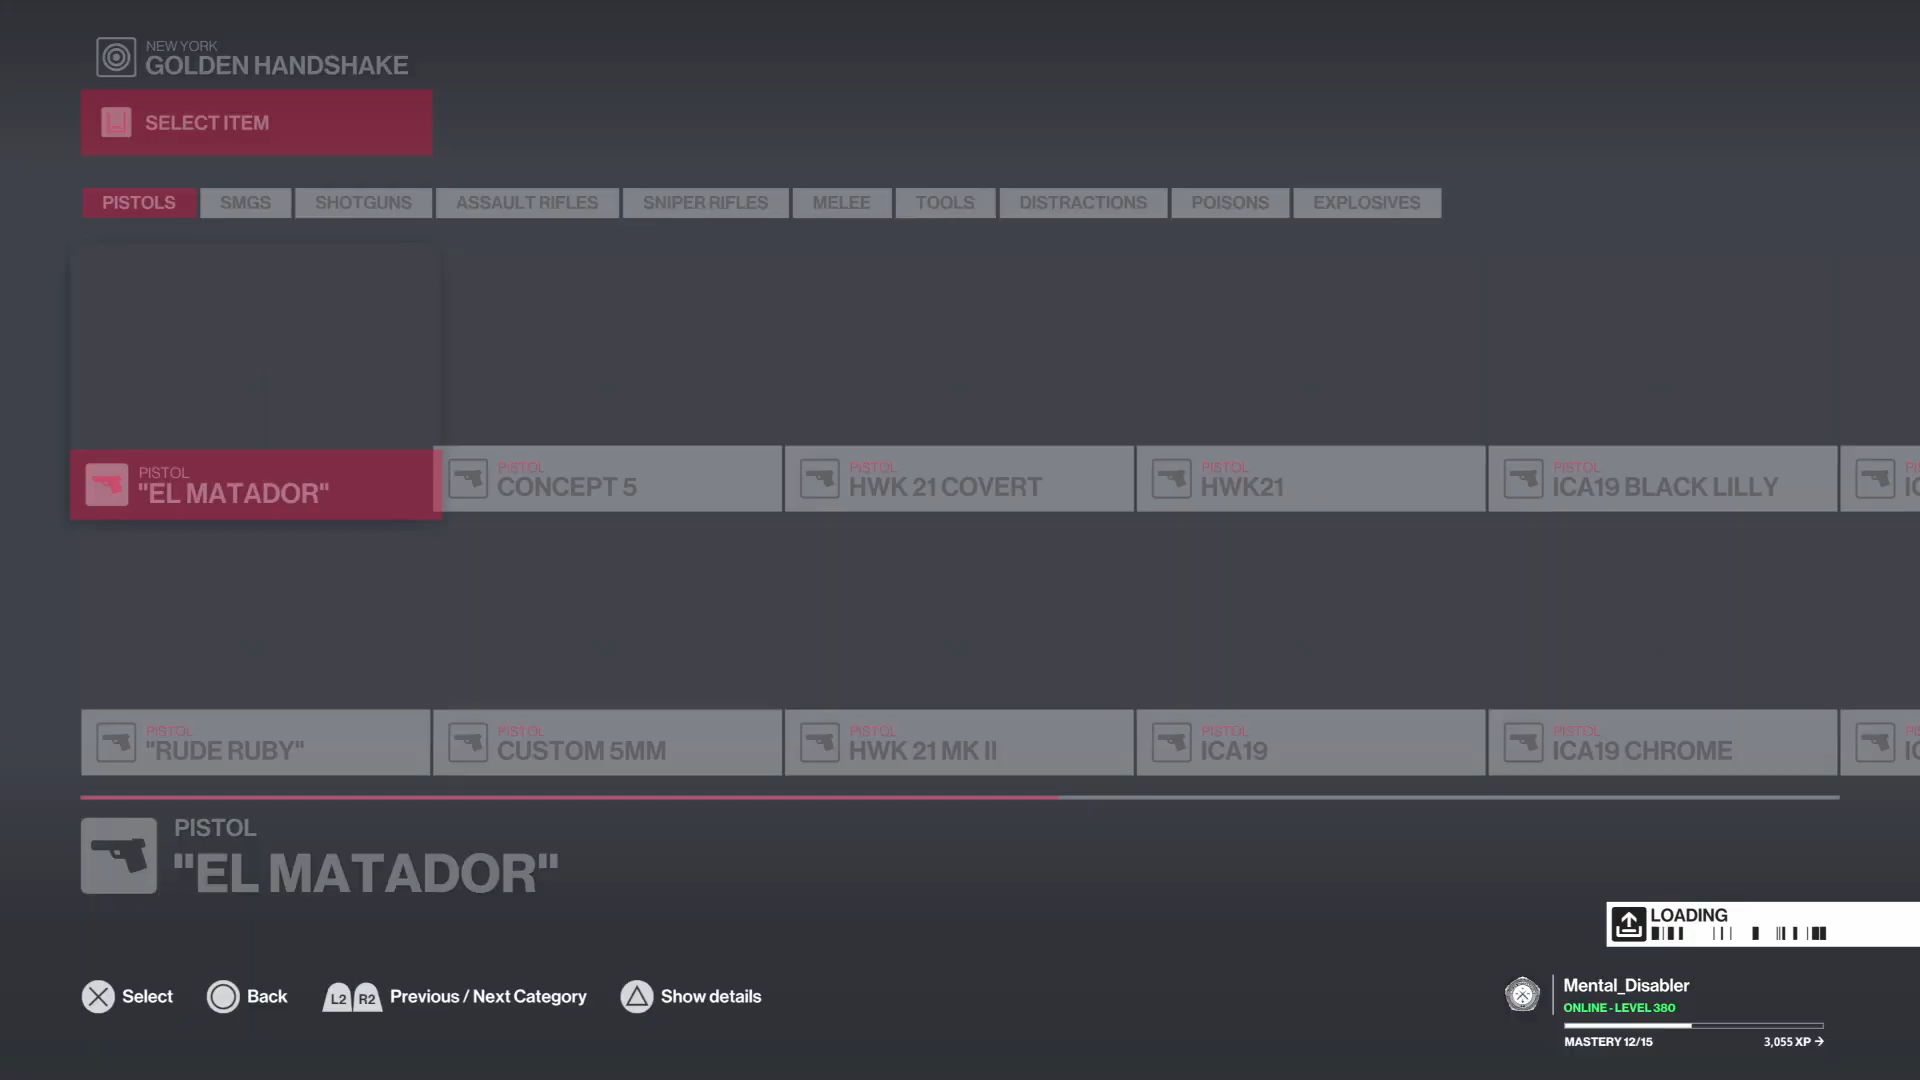 NEW YORK
GOLDEN HANDSHAKE
SELECT ITEM
PISTOLS
SMGS
SHOTGUNS
ASSAULT RIFLES
SNIPER RIFLES
MELEE
TOOLS
DISTRACTIONS
POISONS
EXPLOSIVES
PISTOL
"EL MATADOR"
PISTOL
CONCEPT 5
PISTOL
HWK 21 COVERT
PISTOL
HWK21
PISTOL
ICA19 BLACK LILLY
PISTOL
"RUDE RUBY"
PISTOL
CUSTOM 5MM
PISTOL
HWK 21 MK II
PISTOL
ICA19
PISTOL
ICA19 CHROME
PISTOL
"EL MATADOR"
LOADING
Select
Back
L2 R2 Previous / Next Category
Show details
Mental_Disabler
ONLINE - LEVEL 380
MASTERY 12/15
3,055 XP →